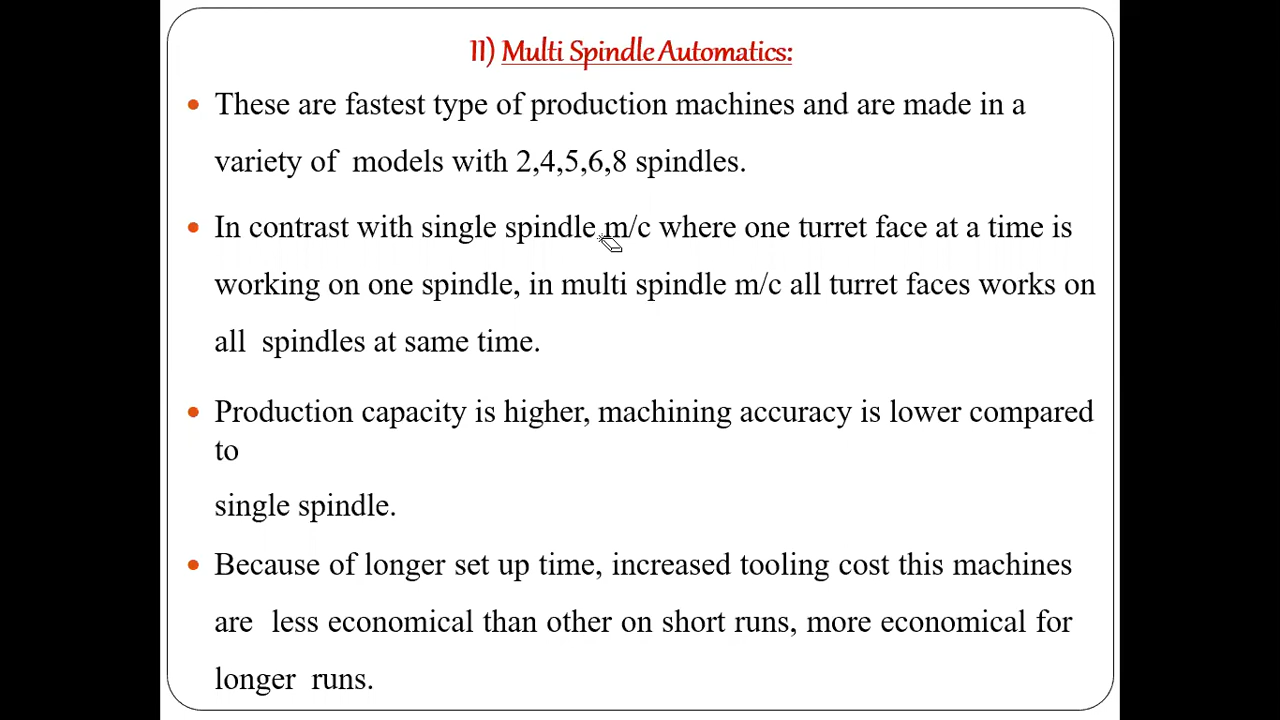 II) Multi Spindle Automatics:
• These are fastest type of production machines and are made in a
variety of models with 2,4,5,6,8 spindles.
• In contrast with single spindle m/c where one turret face at a time is
working on one spindle, in multi spindle m/c all turret faces works on
all spindles at same time.
• Production capacity is higher, machining accuracy is lower compared
to
single spindle.
• Because of longer set up time, increased tooling cost this machines
are less economical than other on short runs, more economical for
longer runs.